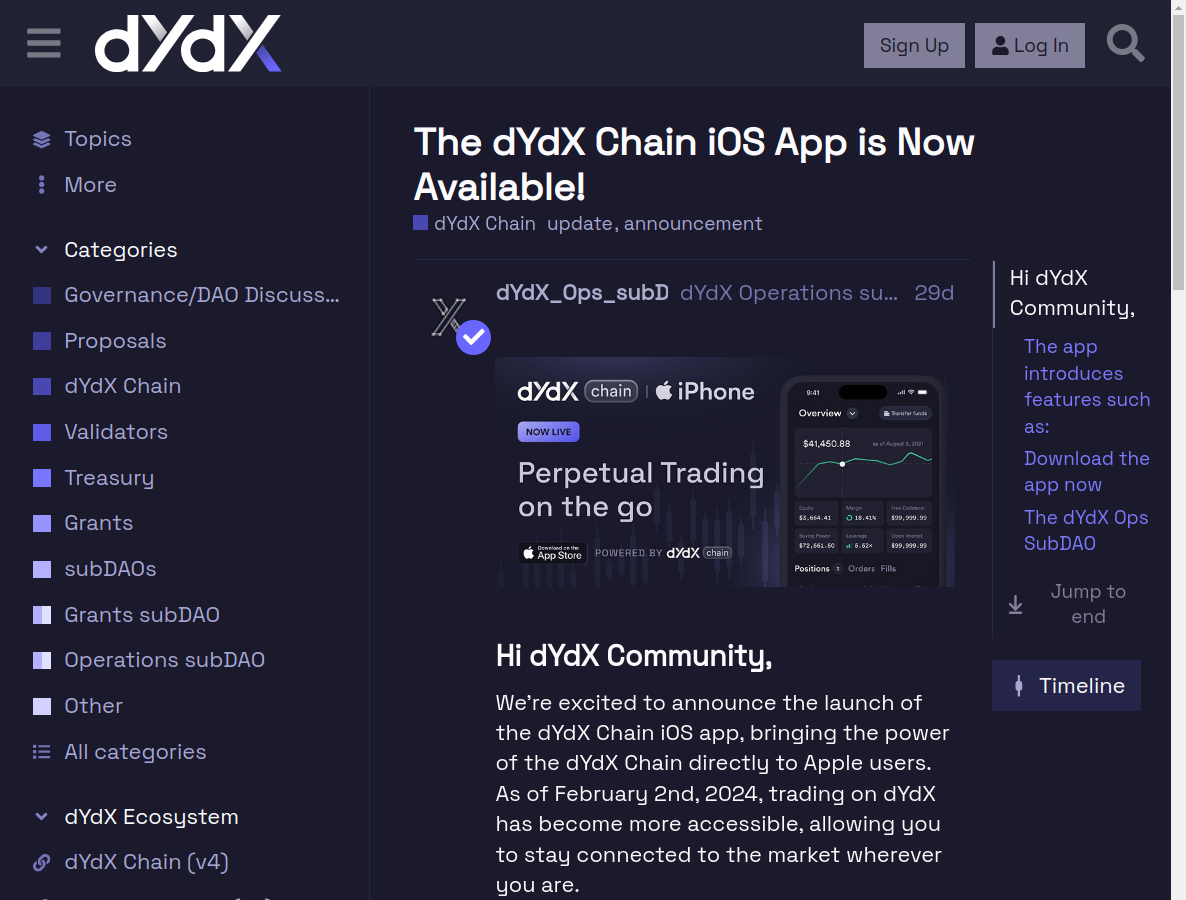 dYdX
Sign Up
Log In
Topics
More
Categories
Governance/DAO Discuss...
Proposals
dYdX Chain
Validators
Treasury
Grants
subDAOs
Grants subDAO
Operations subDAO
Other
All categories
dYdX Ecosystem
dYdX Chain (v4)
The dYdX Chain iOS App is Now
Available!
dYdX Chain update, announcement
dYdX_Ops_subD dYdX Operations su... 29d
dYdX chain | iPhone
NOW LIVE
Perpetual Trading
on the go
Download on the
App Store
POWERED BY dYdX chain
9:41
Overview
Transfer funds
$41,450.88
as of August 3, 2021
Equity Margin Free Collateral
$3,664.41 18.41% $99,999.99
Buying Power Leverage Open Interest
$72,661.50 5.52x $99,999.99
Positions 3 Orders Fills
Hi dYdX Community,
We're excited to announce the launch of
the dYdX Chain iOS app, bringing the power
of the dYdX Chain directly to Apple users.
As of February 2nd, 2024, trading on dYdX
has become more accessible, allowing you
to stay connected to the market wherever
you are.
Hi dYdX
Community,
The app
introduces
features such
as:
Download the
app now
The dYdX Ops
SubDAO
Jump to
end
Timeline